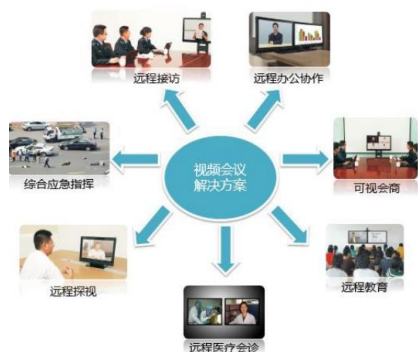 远程接访
远程办公协作
视频会议
解决方案
综合应急指挥
可视会商
远程探视
远程教育
远程医疗会诊